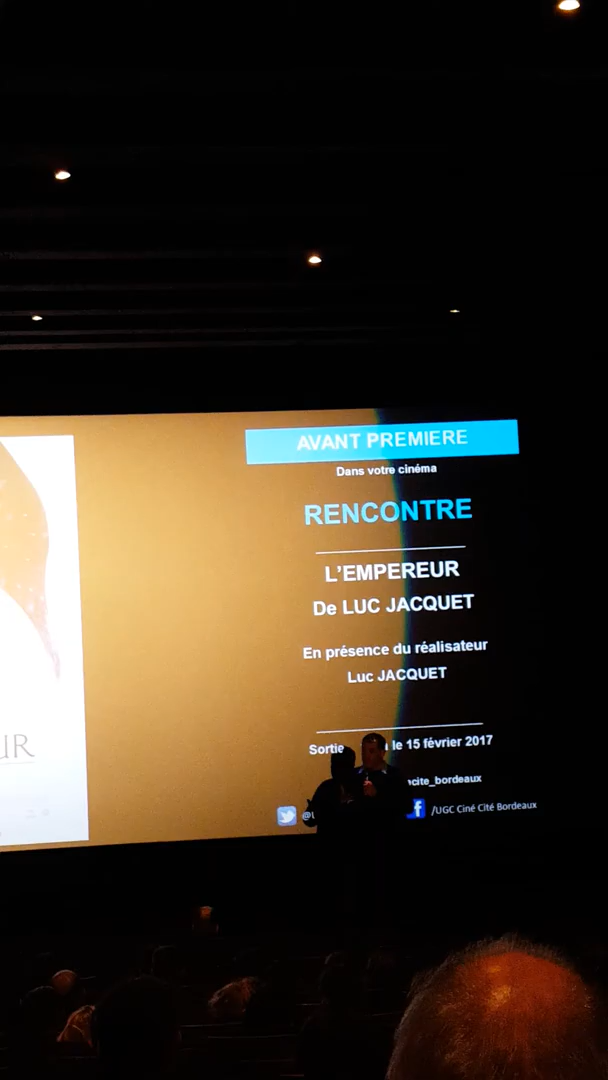 AVANT PREMIERE
Dans votre cinéma
RENCONTRE
L'EMPEREUR
De LUC JACQUET
En présence du réalisateur
Luc JACQUET
UR
Sortie le 15 février 2017
cite_bordeaux
/UGC Ciné Cité Bordeaux